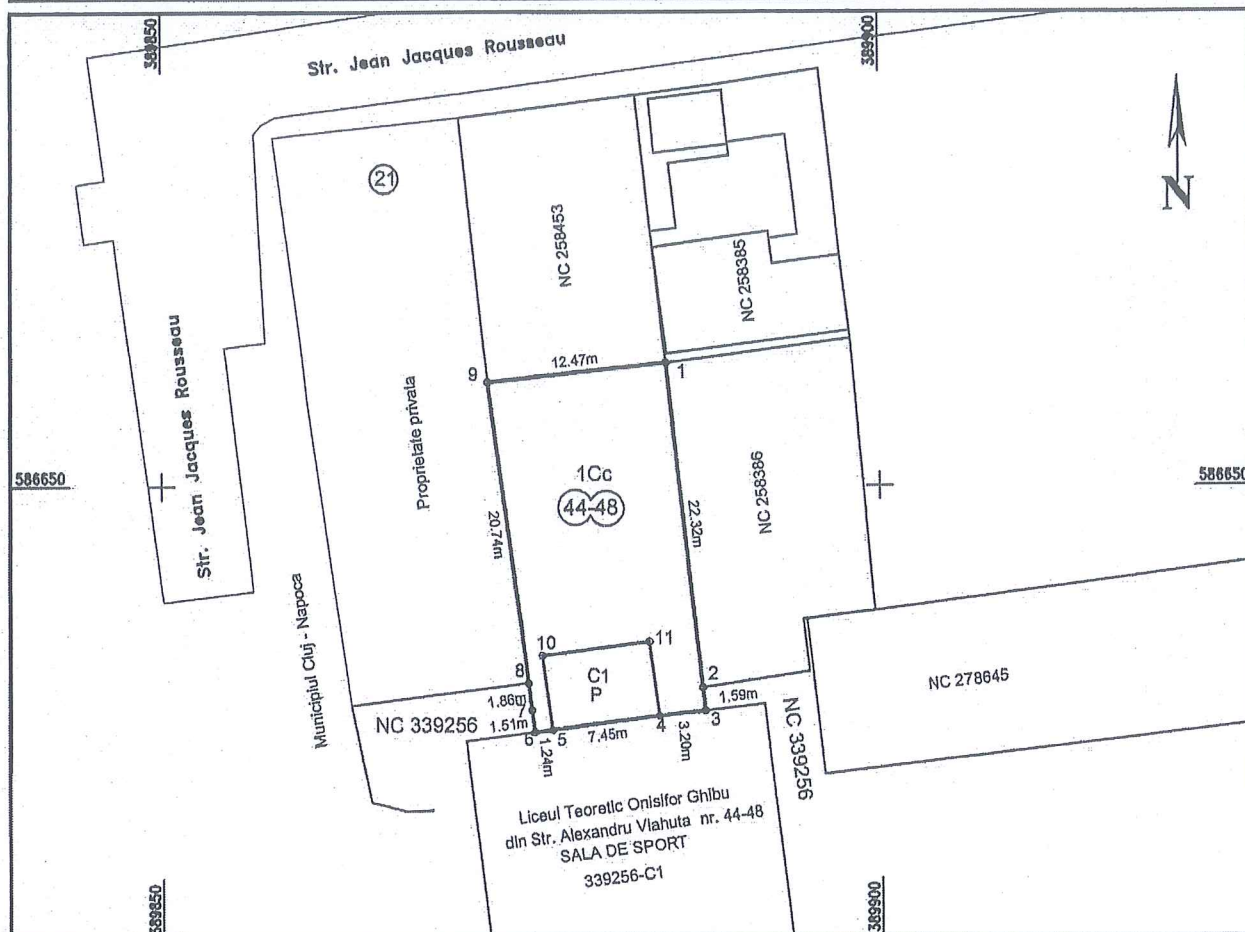 389850
389900
Str. Jean Jacques Rousseau
21
N
NC 258453
NC 258385
12.47m
9
1
Str. Jean Jacques Rousseau
Proprietate privata
586650
586650
1Cc
44-48
NC 258386
20.74m
22.32m
Municipiul Cluj - Napoca
10
11
8
C1
P
2
NC 278645
1.86m
7
1.59m
NC 339256
1.51m
3
NC 339256
6
5
4
1.24m
7.45m
3.20m
Liceul Teoretic Onisifor Ghibu
din Str. Alexandru Vlahuta nr. 44-48
SALA DE SPORT
339256-C1
389850
389900